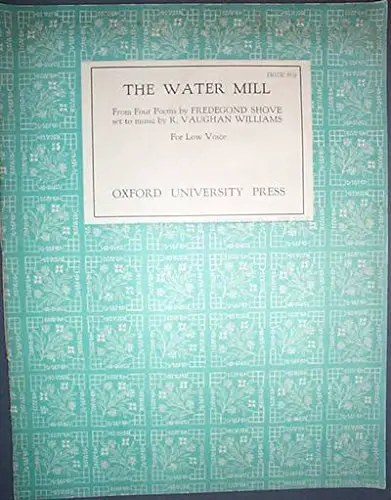 THE WATER MILL
From Four Poems by FREDEGOND SHOVE
set to music by R. VAUGHAN WILLIAMS
For Low Voice
OXFORD UNIVERSITY PRESS